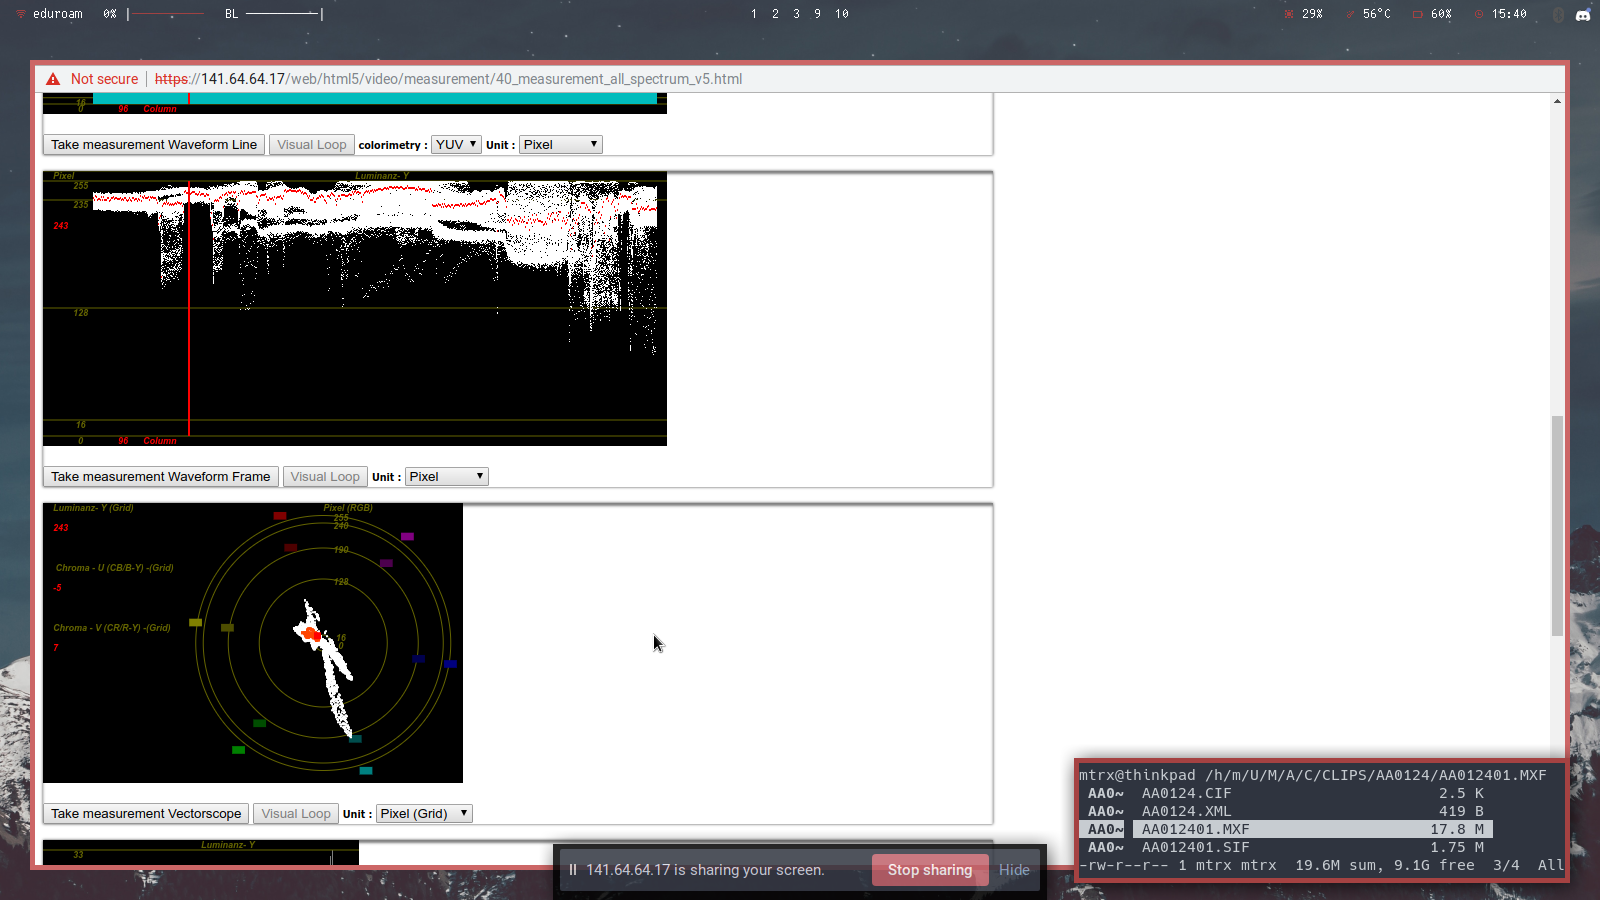 eduroam 0% BL 1 2 3 9 10 29% 56°C 60% 15:40
Not secure https://141.64.64.17/web/html5/video/measurement/40_measurement_all_spectrum_v5.html
16
0 96 Column
Take measurement Waveform Line Visual Loop colorimetry : YUV Unit : Pixel
Pixel Luminanz- Y
255
235
243
128
16
0 96 Column
Take measurement Waveform Frame Visual Loop Unit : Pixel
Luminanz- Y (Grid) Pixel (RGB)
255
243 240
190
Chroma - U (CB/B-Y) -(Grid)
128
-5
Chroma - V (CR/R-Y) -(Grid)
16
7 0
Take measurement Vectorscope Visual Loop Unit : Pixel (Grid)
Luminanz- Y
33
mtrx@thinkpad /h/m/U/M/A/C/CLIPS/AA0124/AA012401.MXF
AA0~ AA0124.CIF 2.5 K
AA0~ AA0124.XML 419 B
AA0~ AA012401.MXF 17.8 M
AA0~ AA012401.SIF 1.75 M
-rw-r--r-- 1 mtrx mtrx 19.6M sum, 9.1G free 3/4 All
141.64.64.17 is sharing your screen. Stop sharing Hide